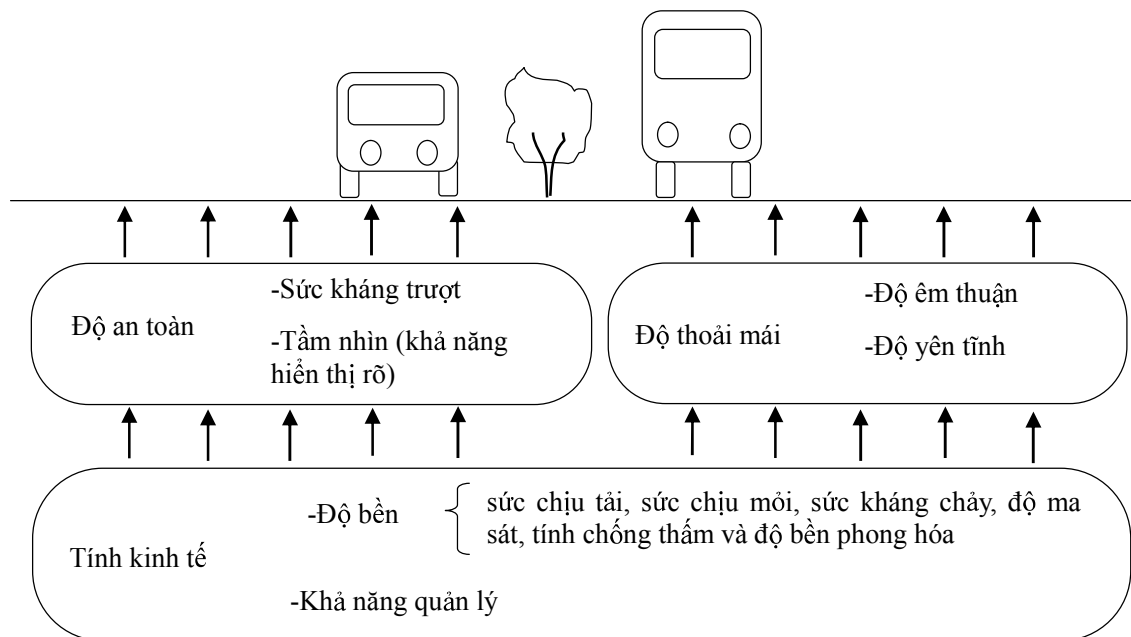 Độ an toàn
-Sức kháng trượt
-Tầm nhìn (khả năng
hiển thị rõ)
Độ thoải mái
-Độ êm thuận
-Độ yên tĩnh
Tính kinh tế
-Độ bền
sức chịu tải, sức chịu mỏi, sức kháng chảy, độ ma
sát, tính chống thấm và độ bền phong hóa
-Khả năng quản lý